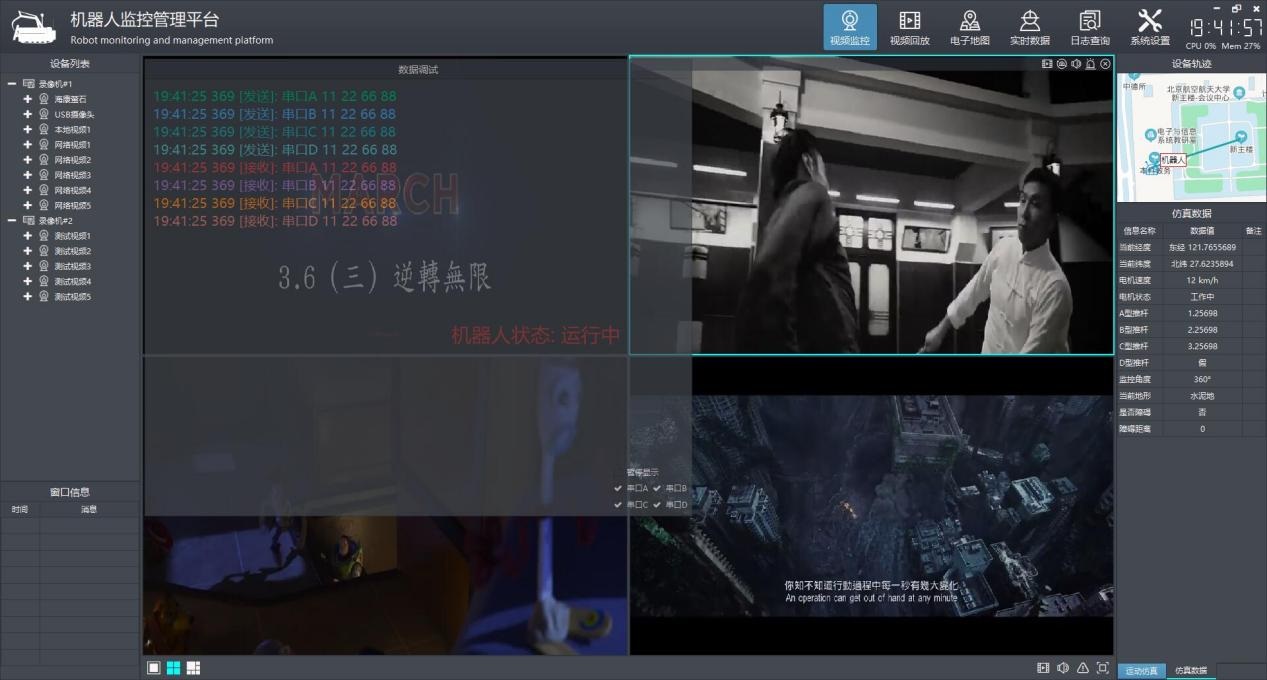 机器人监控管理平台
Robot monitoring and management platform
视频监控
视频回放
电子地图
实时数据
日志查询
系统设置
19:41:57
CPU 0% Mem 27%
设备列表
录像机#1
海康萤石
USB摄像头
本地视频1
网络视频1
网络视频2
网络视频3
网络视频4
网络视频5
录像机#2
测试视频1
测试视频2
测试视频3
测试视频4
测试视频5
窗口信息
时间 消息
数据调试
19:41:25 369 [发送]: 串口A 11 22 66 88
19:41:25 369 [发送]: 串口B 11 22 66 88
19:41:25 369 [发送]: 串口C 11 22 66 88
19:41:25 369 [发送]: 串口D 11 22 66 88
19:41:25 369 [接收]: 串口A 11 22 66 88
19:41:25 369 [接收]: 串口B 11 22 66 88
19:41:25 369 [接收]: 串口C 11 22 66 88
19:41:25 369 [接收]: 串口D 11 22 66 88
MARCH
3.6 (三) 逆轉無限
机器人状态: 运行中
暂停显示
串口A 串口B
串口C 串口D
你知不知道行動過程中每一秒有幾大變化
An operation can get out of hand at any minute
设备轨迹
中德所
北京航空航天大学
新主楼-会议中心
电子与信息
系统教研室
新主楼
机器人
仿真数据
信息名称 数据值 备注
当前经度 东经 121.7655689
当前纬度 北纬 27.6235894
电机速度 12 km/h
电机状态 工作中
A型推杆 1.25698
B型推杆 2.25698
C型推杆 3.25698
D型推杆 假
监控角度 360°
当前地形 水泥地
是否障碍 否
障碍距离 0
运动仿真 仿真数据